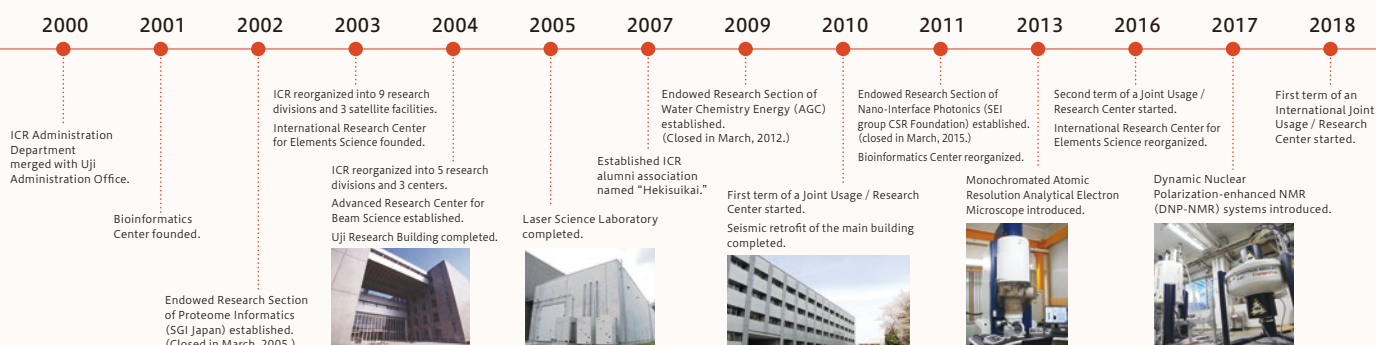 2000
2001
2002
2003
2004
2005
2007
2009
2010
2011
2013
2016
2017
2018
ICR Administration
Department
merged with Uji
Administration Office.
Bioinformatics
Center founded.
Endowed Research Section
of Proteome Informatics
(SGI Japan) established.
(Closed in March, 2005.)
ICR reorganized into 9 research
divisions and 3 satellite facilities.
International Research Center
for Elements Science founded.
ICR reorganized into 5 research
divisions and 3 centers.
Advanced Research Center for
Beam Science established.
Uji Research Building completed.
Laser Science Laboratory
completed.
Established ICR
alumni association
named “Hekisuikai.”
Endowed Research Section of
Water Chemistry Energy (AGC)
established.
(Closed in March, 2012.)
First term of a Joint Usage / Research
Center started.
Seismic retrofit of the main building
completed.
Endowed Research Section of
Nano-Interface Photonics (SEI
group CSR Foundation) established.
(closed in March, 2015.)
Bioinformatics Center reorganized.
Monochromated Atomic
Resolution Analytical Electron
Microscope introduced.
Second term of a Joint Usage /
Research Center started.
International Research Center for
Elements Science reorganized.
Dynamic Nuclear
Polarization-enhanced NMR
(DNP-NMR) systems introduced.
First term of an
International Joint
Usage / Research
Center started.